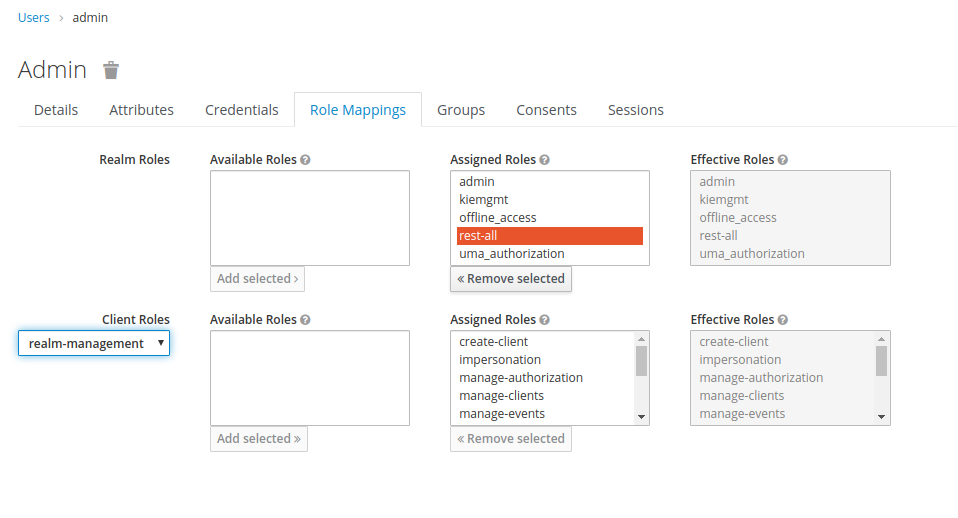 Users › admin
Admin
Details Attributes Credentials Role Mappings Groups Consents Sessions
Realm Roles Available Roles Assigned Roles Effective Roles
admin admin
kiemgmt kiemgmt
offline_access offline_access
rest-all rest-all
uma_authorization uma_authorization
Add selected › « Remove selected
Client Roles Available Roles Assigned Roles Effective Roles
realm-management create-client create-client
impersonation impersonation
manage-authorization manage-authorization
manage-clients manage-clients
manage-events manage-events
Add selected » « Remove selected